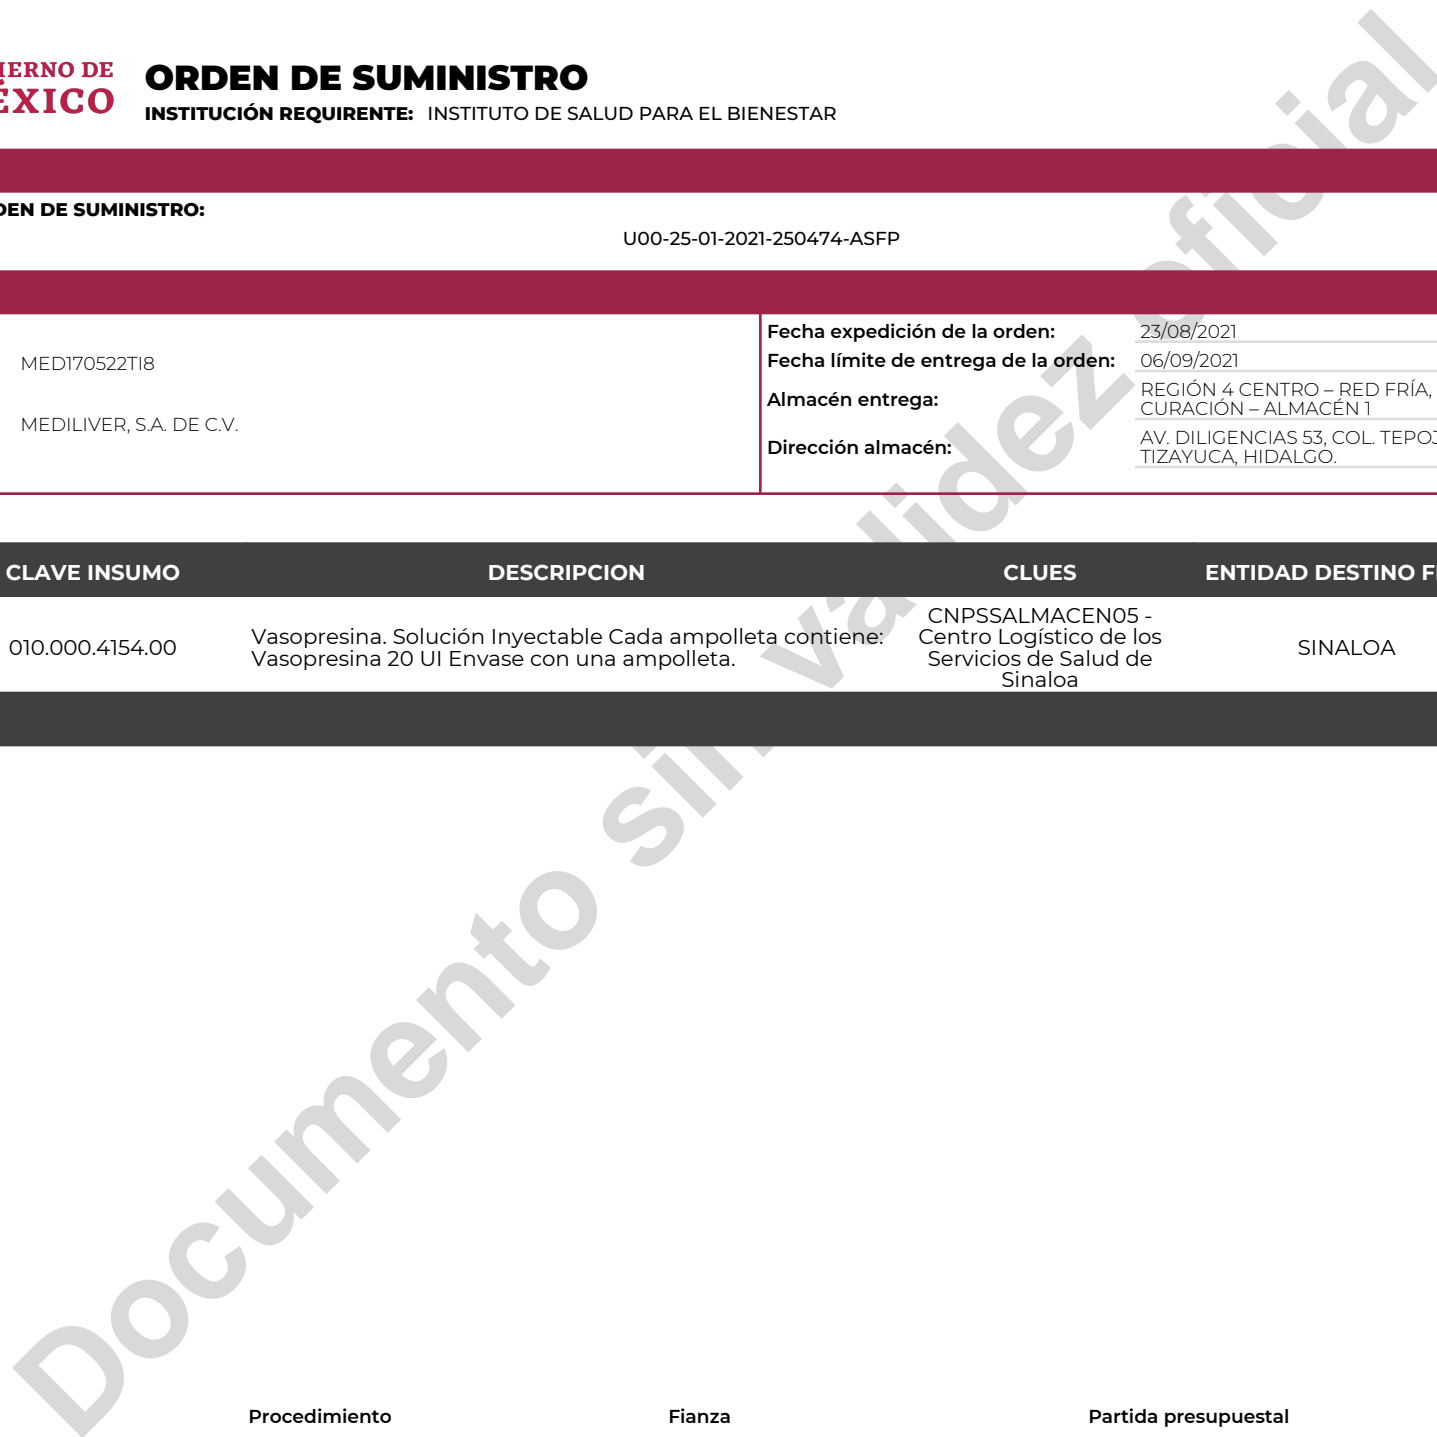 IERNO DE
ÉXICO
ORDEN DE SUMINISTRO
INSTITUCIÓN REQUIRENTE: INSTITUTO DE SALUD PARA EL BIENESTAR
DEN DE SUMINISTRO:
U00-25-01-2021-250474-ASFP
MED170522TI8
MEDILIVER, S.A. DE C.V.
Fecha expedición de la orden: 23/08/2021
Fecha límite de entrega de la orden: 06/09/2021
Almacén entrega: REGIÓN 4 CENTRO – RED FRÍA,
CURACIÓN – ALMACÉN 1
Dirección almacén: AV. DILIGENCIAS 53, COL. TEPOJ
TIZAYUCA, HIDALGO.
CLAVE INSUMO DESCRIPCION CLUES ENTIDAD DESTINO FI
010.000.4154.00
Vasopresina. Solución Inyectable Cada ampolleta contiene:
Vasopresina 20 UI Envase con una ampolleta.
CNPSSALMACEN05 -
Centro Logístico de los
Servicios de Salud de
Sinaloa
SINALOA
Documento sin validez oficial
Procedimiento Fianza Partida presupuestal